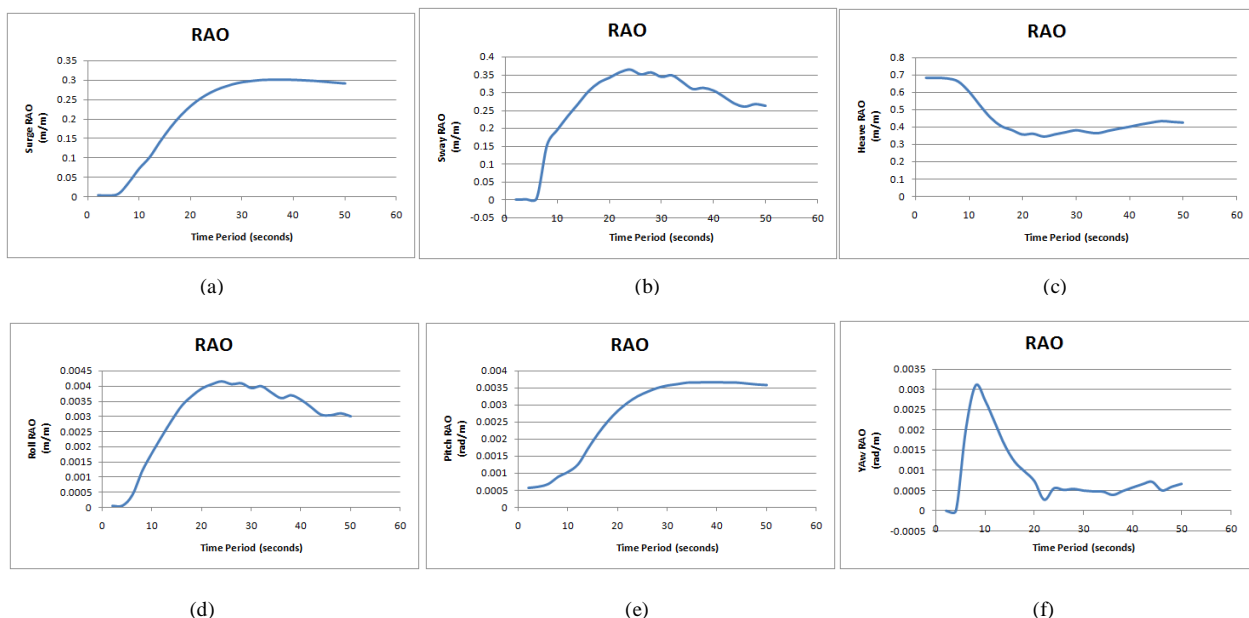 RAO
0.35
0.3
0.25
0.2
0.15
0.1
0.05
0
0 10 20 30 40 50 60
Surge RAO
(m/m)
Time Period (seconds)
(a)
RAO
0.4
0.35
0.3
0.25
0.2
0.15
0.1
0.05
0
-0.05
0 10 20 30 40 50 60
Sway RAO
(m/m)
Time Period (seconds)
(b)
RAO
0.8
0.7
0.6
0.5
0.4
0.3
0.2
0.1
0
0 10 20 30 40 50 60
Heave RAO
(m/m)
Time Period (seconds)
(c)
RAO
0.0045
0.004
0.0035
0.003
0.0025
0.002
0.0015
0.001
0.0005
0
0 10 20 30 40 50 60
Roll RAO
(m/m)
Time Period (seconds)
(d)
RAO
0.004
0.0035
0.003
0.0025
0.002
0.0015
0.001
0.0005
0
0 10 20 30 40 50 60
Pitch RAO
(rad/m)
Time Period (seconds)
(e)
RAO
0.0035
0.003
0.0025
0.002
0.0015
0.001
0.0005
0
-0.0005
0 10 20 30 40 50 60
YAw RAO
(rad/m)
Time Period (seconds)
(f)